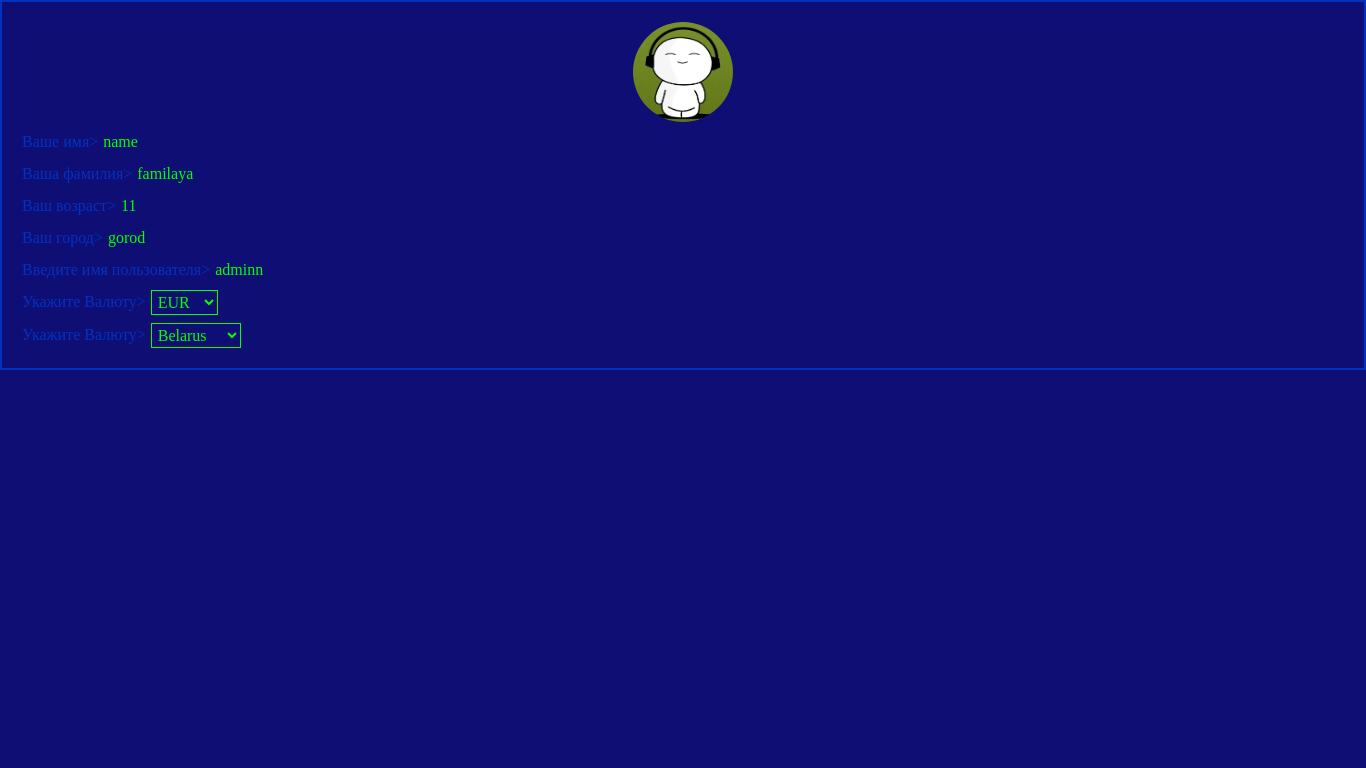 Ваше имя> name
Ваша фамилия> familaya
Ваш возраст> 11
Ваш город> gorod
Введите имя пользователя> adminn
Укажите Валюту> EUR
Укажите Валюту> Belarus